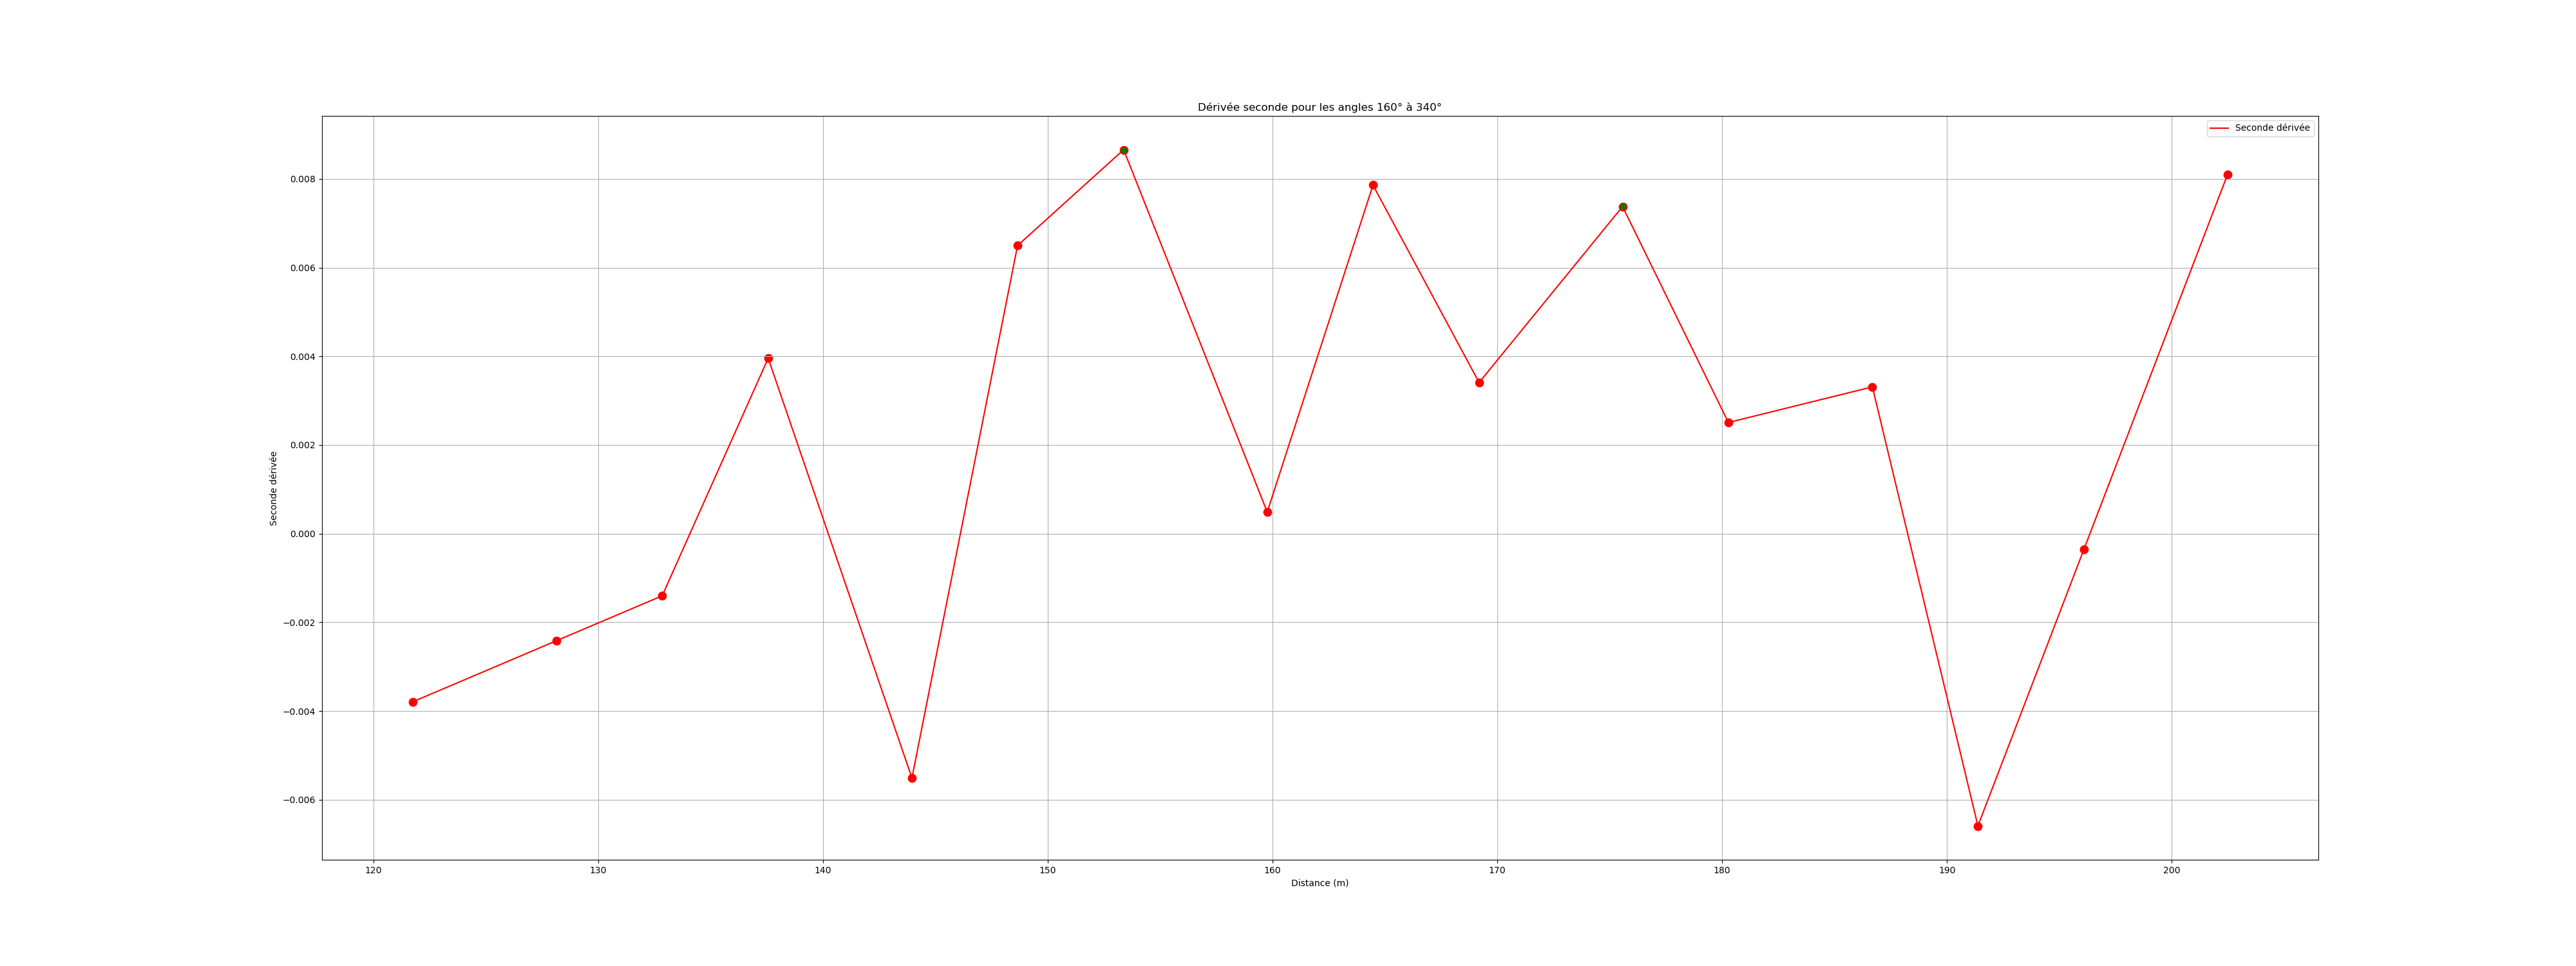 Dérivée seconde pour les angles 160° à 340°
Seconde dérivée
0.008
0.006
0.004
0.002
0.000
−0.002
−0.004
−0.006
Seconde dérivée
120 130 140 150 160 170 180 190 200
Distance (m)